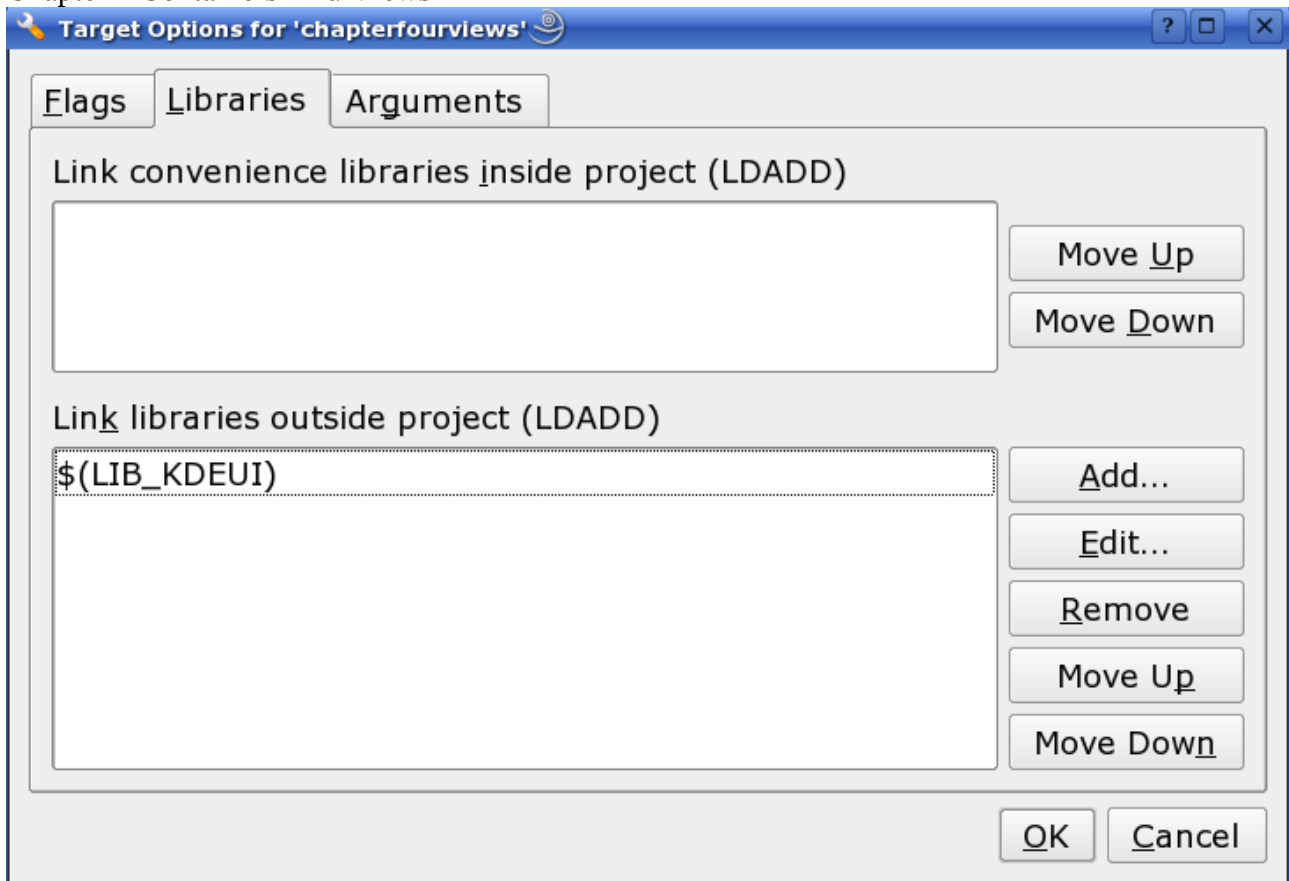 Target Options for 'chapterfourviews'
?
Flags Libraries Arguments
Link convenience libraries inside project (LDADD)
Move Up
Move Down
Link libraries outside project (LDADD)
$(LIB_KDEUI)
Add...
Edit...
Remove
Move Up
Move Down
OK Cancel